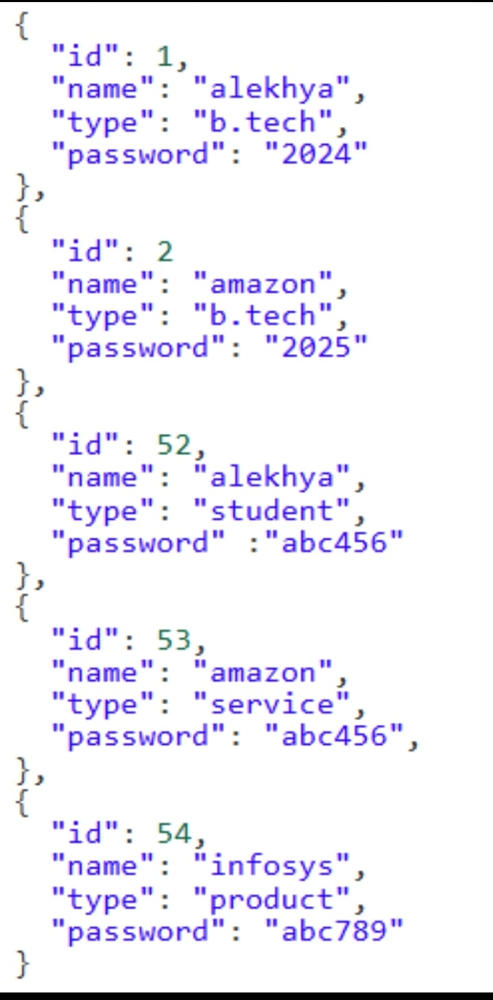 {
"id": 1,
"name": "alekhya",
"type": "b.tech",
"password": "2024"
},
{
"id": 2
"name": "amazon",
"type": "b.tech",
"password": "2025"
},
{
"id": 52,
"name": "alekhya",
"type": "student",
"password" :"abc456"
},
{
"id": 53,
"name": "amazon",
"type": "service",
"password": "abc456",
},
{
"id": 54,
"name": "infosys",
"type": "product",
"password": "abc789"
}